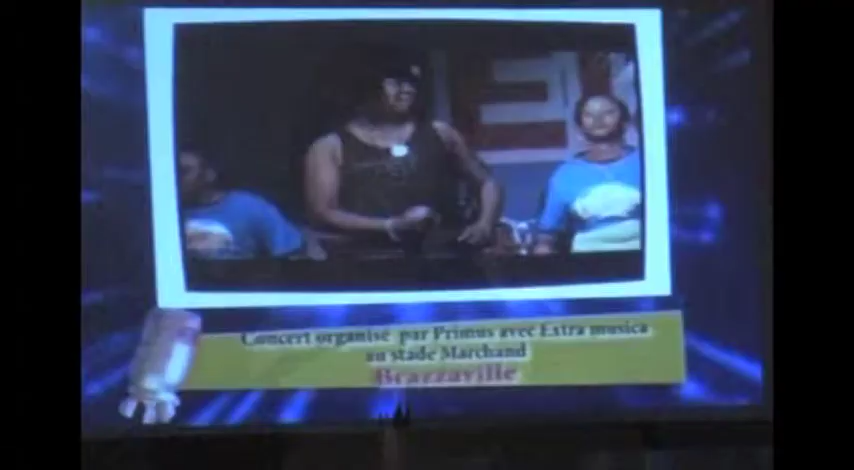 Concert organisé par Primus avec Extra musica
au stade Marchand
Brazzaville